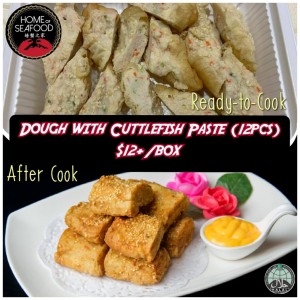 HOME OF
SEAFOOD
Ready-to-Cook
DOUGH WITH CUTTLEFISH PASTE (12PCS)
$12+/BOX
After Cook